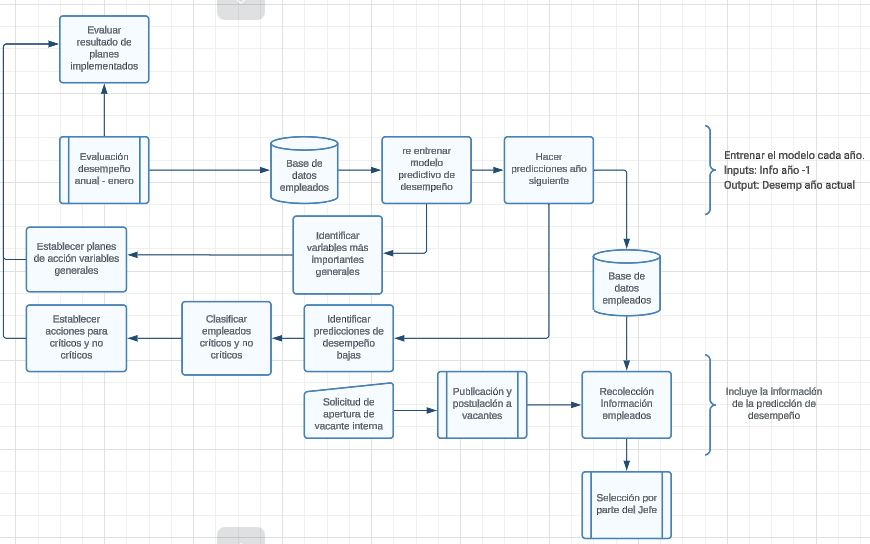 Evaluar
resultado de
planes
implementados
Evaluación
desempeño
anual - enero
Base de
datos
empleados
re entrenar
modelo
predictivo de
desempeño
Hacer
predicciones año
siguiente
Entrenar el modelo cada año.
Inputs: Info año -1
Output: Desemp año actual
Establecer planes
de acción variables
generales
Identificar
variables más
importantes
generales
Base de
datos
empleados
Establecer
acciones para
críticos y no
críticos
Clasificar
empleados
críticos y no
críticos
Identificar
predicciones de
desempeño
bajas
Solicitud de
apertura de
vacante interna
Publicación y
postulación a
vacantes
Recolección
Información
empleados
Incluye la información
de la predicción de
desempeño
Selección por
parte del Jefe